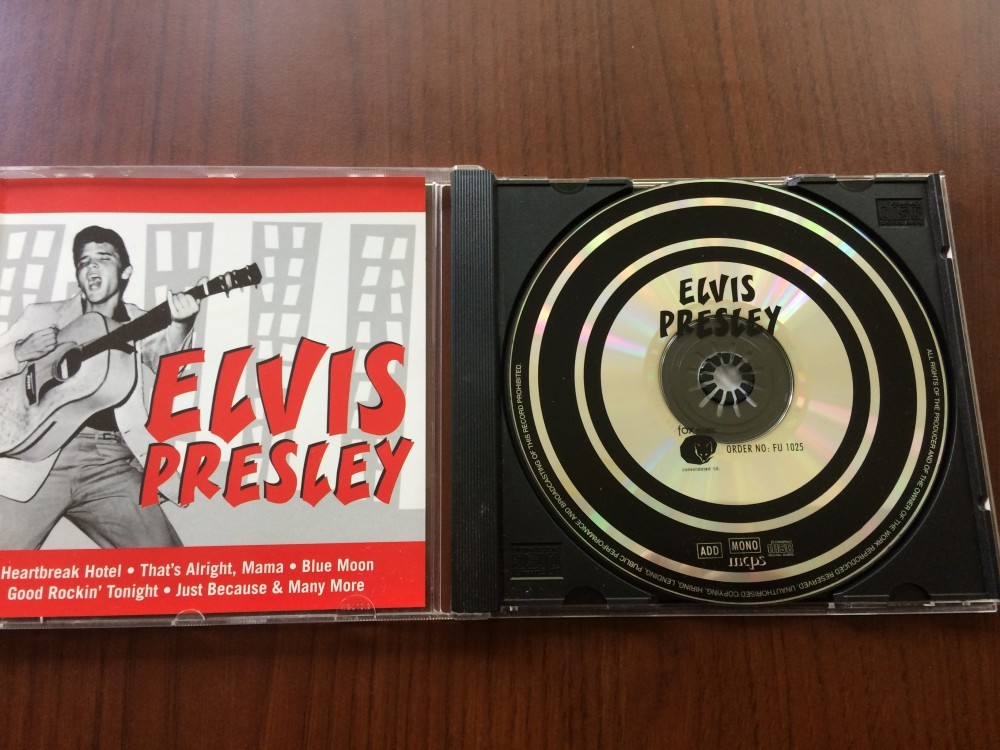 ELVIS
PRESLEY
Heartbreak Hotel • That's Alright, Mama • Blue Moon
Good Rockin' Tonight • Just Because & Many More
ELVIS
PRESLEY
ORDER NO: FU 1025
ADD MONO
mcps
ALL RIGHTS OF THE PRODUCER AND OF THE OWNER OF THE WORK REPRODUCED RESERVED. UNAUTHORISED COPYING, HIRING, LENDING, PUBLIC PERFORMANCE AND BROADCASTING OF THIS RECORD PROHIBITED.